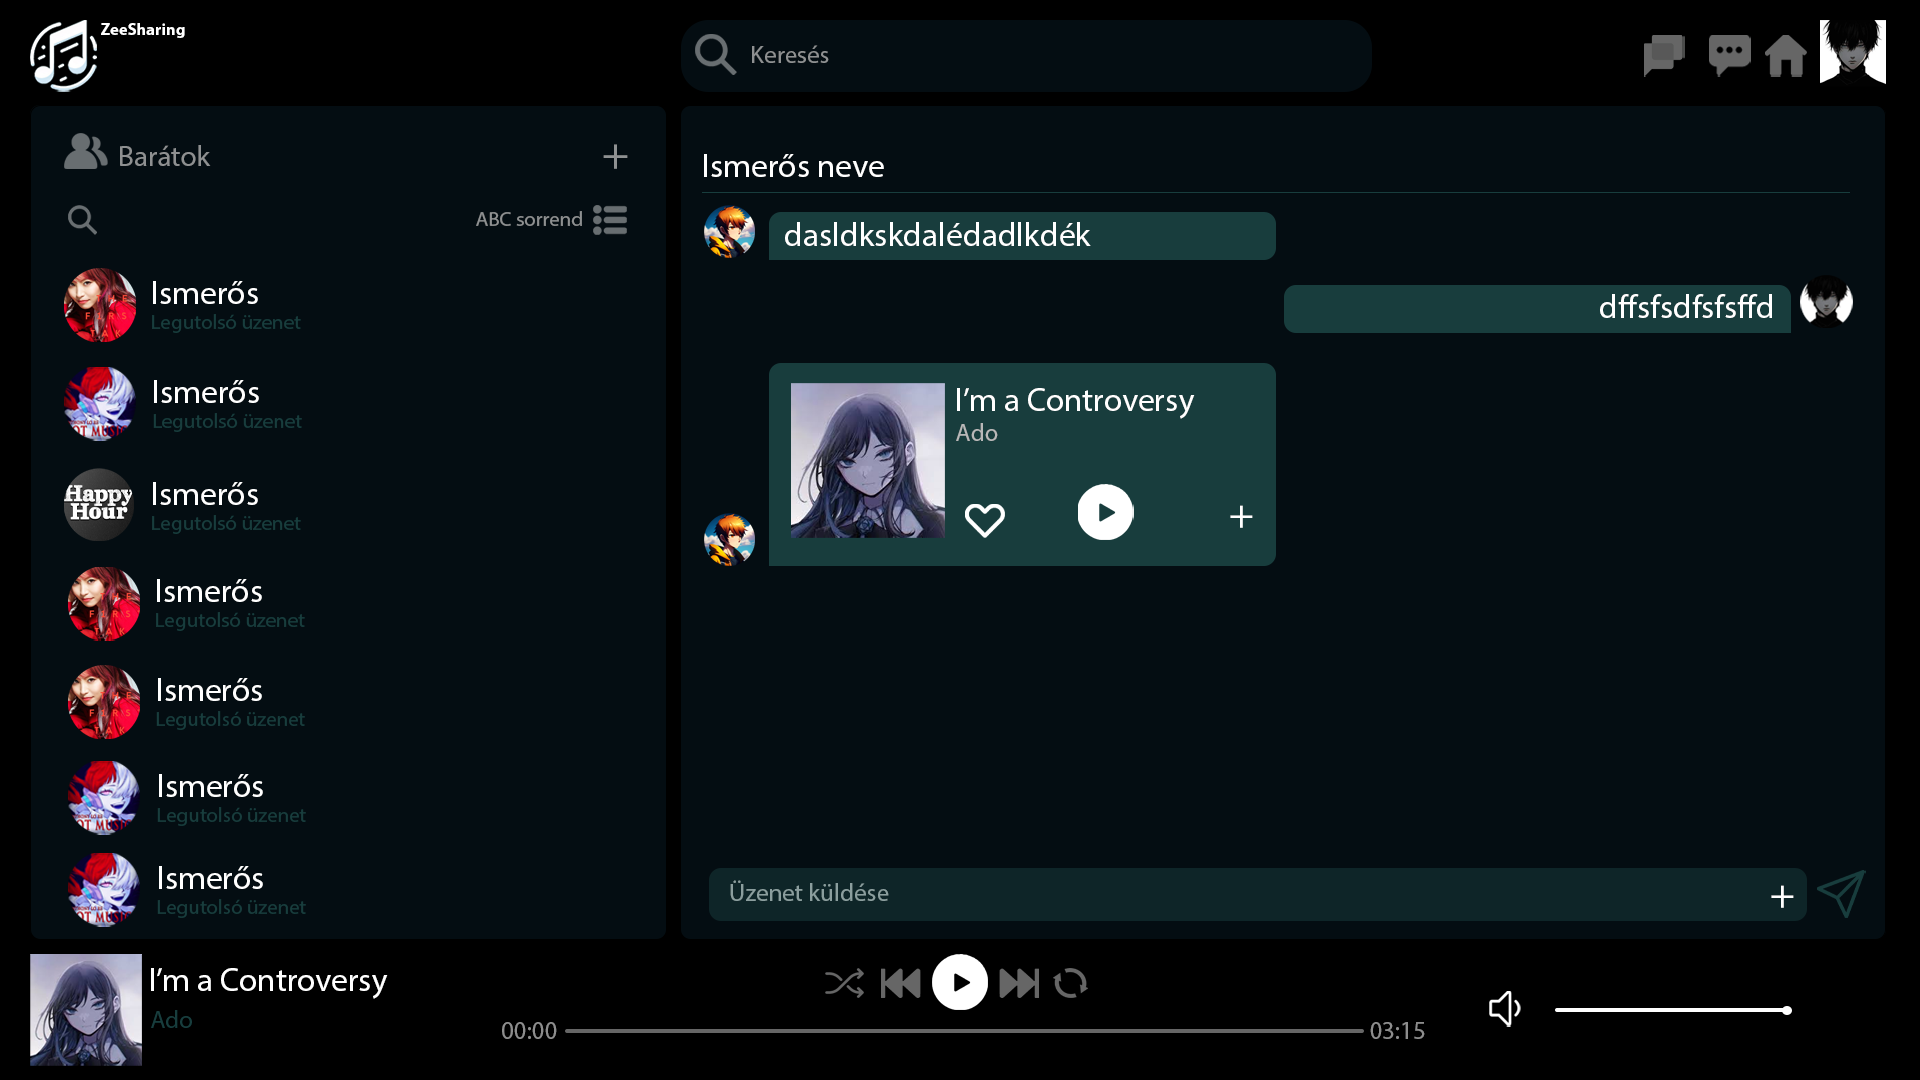 ZeeSharing
Keresés
Barátok
ABC sorrend
Ismerős
Legutolsó üzenet
Ismerős
Legutolsó üzenet
Happy
Hour
Ismerős
Legutolsó üzenet
Ismerős
Legutolsó üzenet
Ismerős
Legutolsó üzenet
Ismerős
Legutolsó üzenet
Ismerős
Legutolsó üzenet
Ismerős neve
dasldkskdalédadlkdék
dffsfsdfsfsffd
I’m a Controversy
Ado
Üzenet küldése
I’m a Controversy
Ado
00:00
03:15